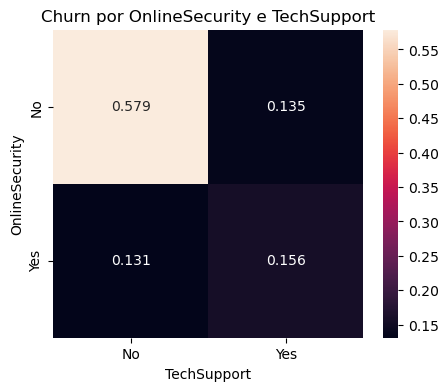 Churn por OnlineSecurity e TechSupport
No
0.579
0.135
Yes
0.131
0.156
OnlineSecurity
No
Yes
TechSupport
0.55
0.50
0.45
0.40
0.35
0.30
0.25
0.20
0.15